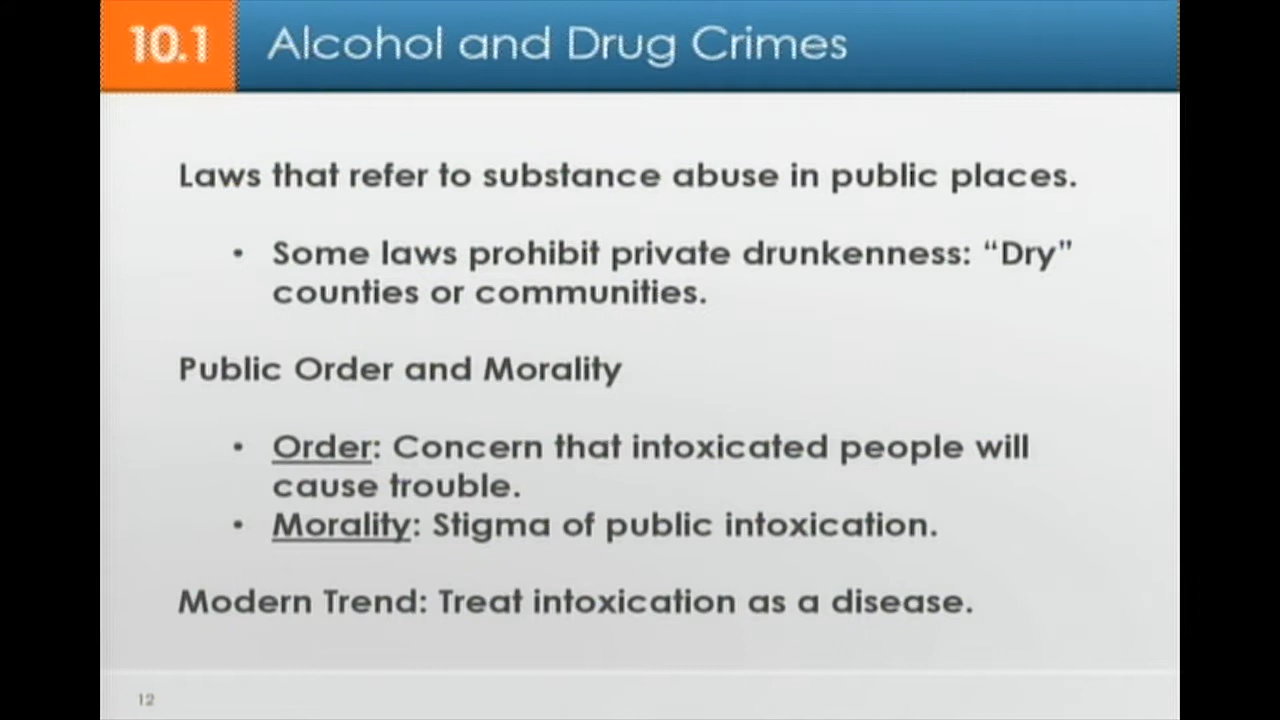 10.1 Alcohol and Drug Crimes
Laws that refer to substance abuse in public places.
• Some laws prohibit private drunkenness: “Dry”
counties or communities.
Public Order and Morality
• Order: Concern that intoxicated people will
cause trouble.
• Morality: Stigma of public intoxication.
Modern Trend: Treat intoxication as a disease.
12